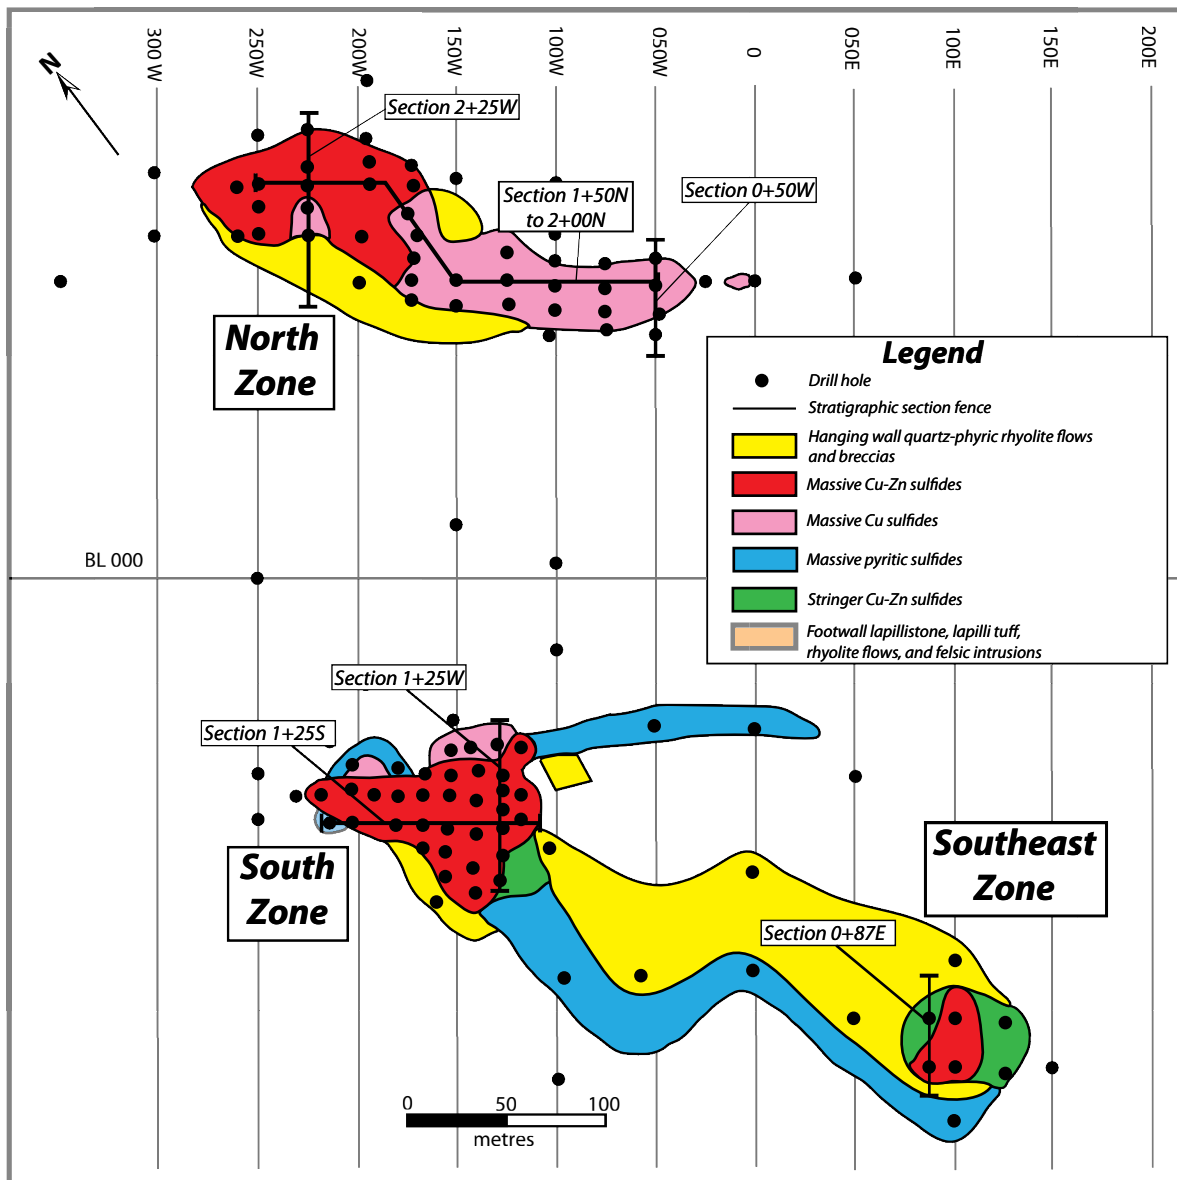 N
300 W
250W
200W
150W
100W
050W
0
050E
100E
150E
200E
Section 2+25W
Section 1+50N
to 2+00N
Section 0+50W
North
Zone
Legend
Drill hole
Stratigraphic section fence
Hanging wall quartz-phyric rhyolite flows
and breccias
Massive Cu-Zn sulfides
Massive Cu sulfides
Massive pyritic sulfides
Stringer Cu-Zn sulfides
Footwall lapillistone, lapilli tuff,
rhyolite flows, and felsic intrusions
BL 000
Section 1+25W
Section 1+25S
South
Zone
Southeast
Zone
Section 0+87E
0 50 100
metres